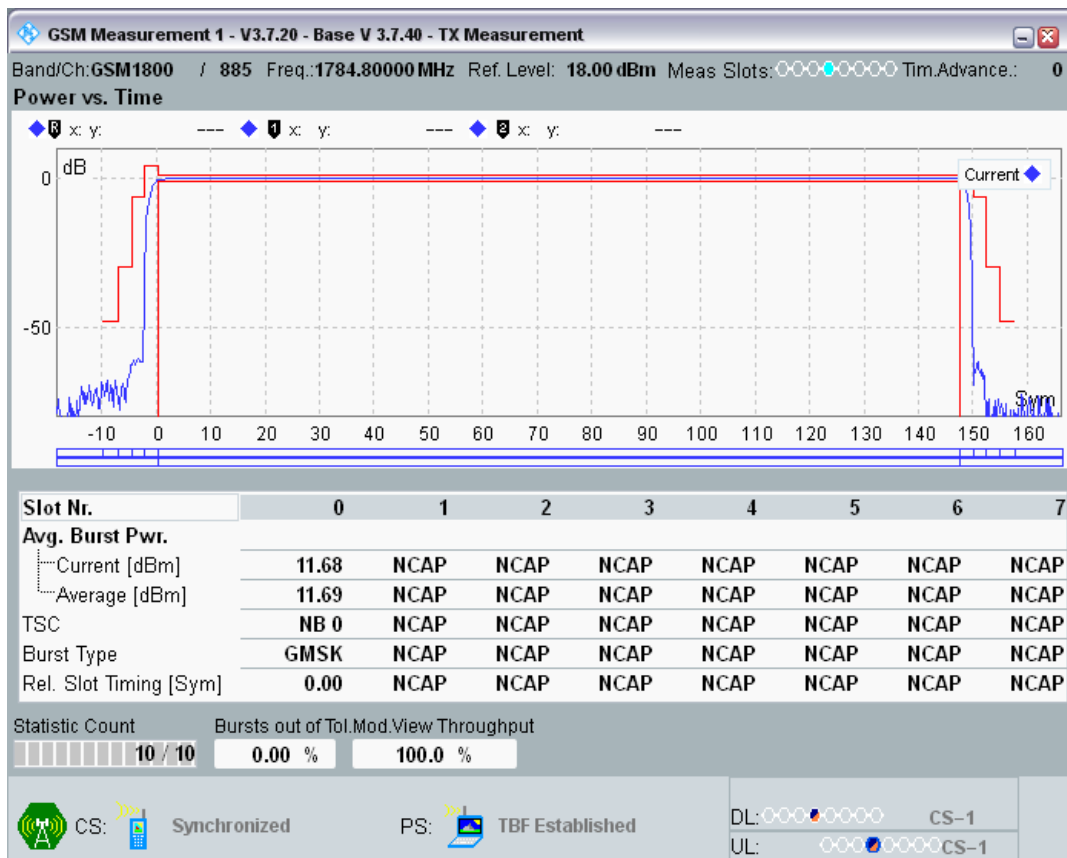 GSM Measurement 1 - V3.7.20 - Base V 3.7.40 - TX Measurement
Band/Ch:GSM1800 / 885 Freq.:1784.80000 MHz Ref. Level: 18.00 dBm Meas Slots: Tim.Advance.: 0
Power vs. Time
R x: y: --- 1 x: y: --- 2 x: y: ---
dB
Current
0
-50
Sym
-10 0 10 20 30 40 50 60 70 80 90 100 110 120 130 140 150 160
Slot Nr. 0 1 2 3 4 5 6 7
Avg. Burst Pwr.
Current [dBm] 11.68 NCAP NCAP NCAP NCAP NCAP NCAP NCAP
Average [dBm] 11.69 NCAP NCAP NCAP NCAP NCAP NCAP NCAP
TSC NB 0 NCAP NCAP NCAP NCAP NCAP NCAP NCAP
Burst Type GMSK NCAP NCAP NCAP NCAP NCAP NCAP NCAP
Rel. Slot Timing [Sym] 0.00 NCAP NCAP NCAP NCAP NCAP NCAP NCAP
Statistic Count Bursts out of Tol.Mod.View Throughput
10 / 10 0.00 % 100.0 %
CS: Synchronized PS: TBF Established
DL: CS-1
UL: CS-1